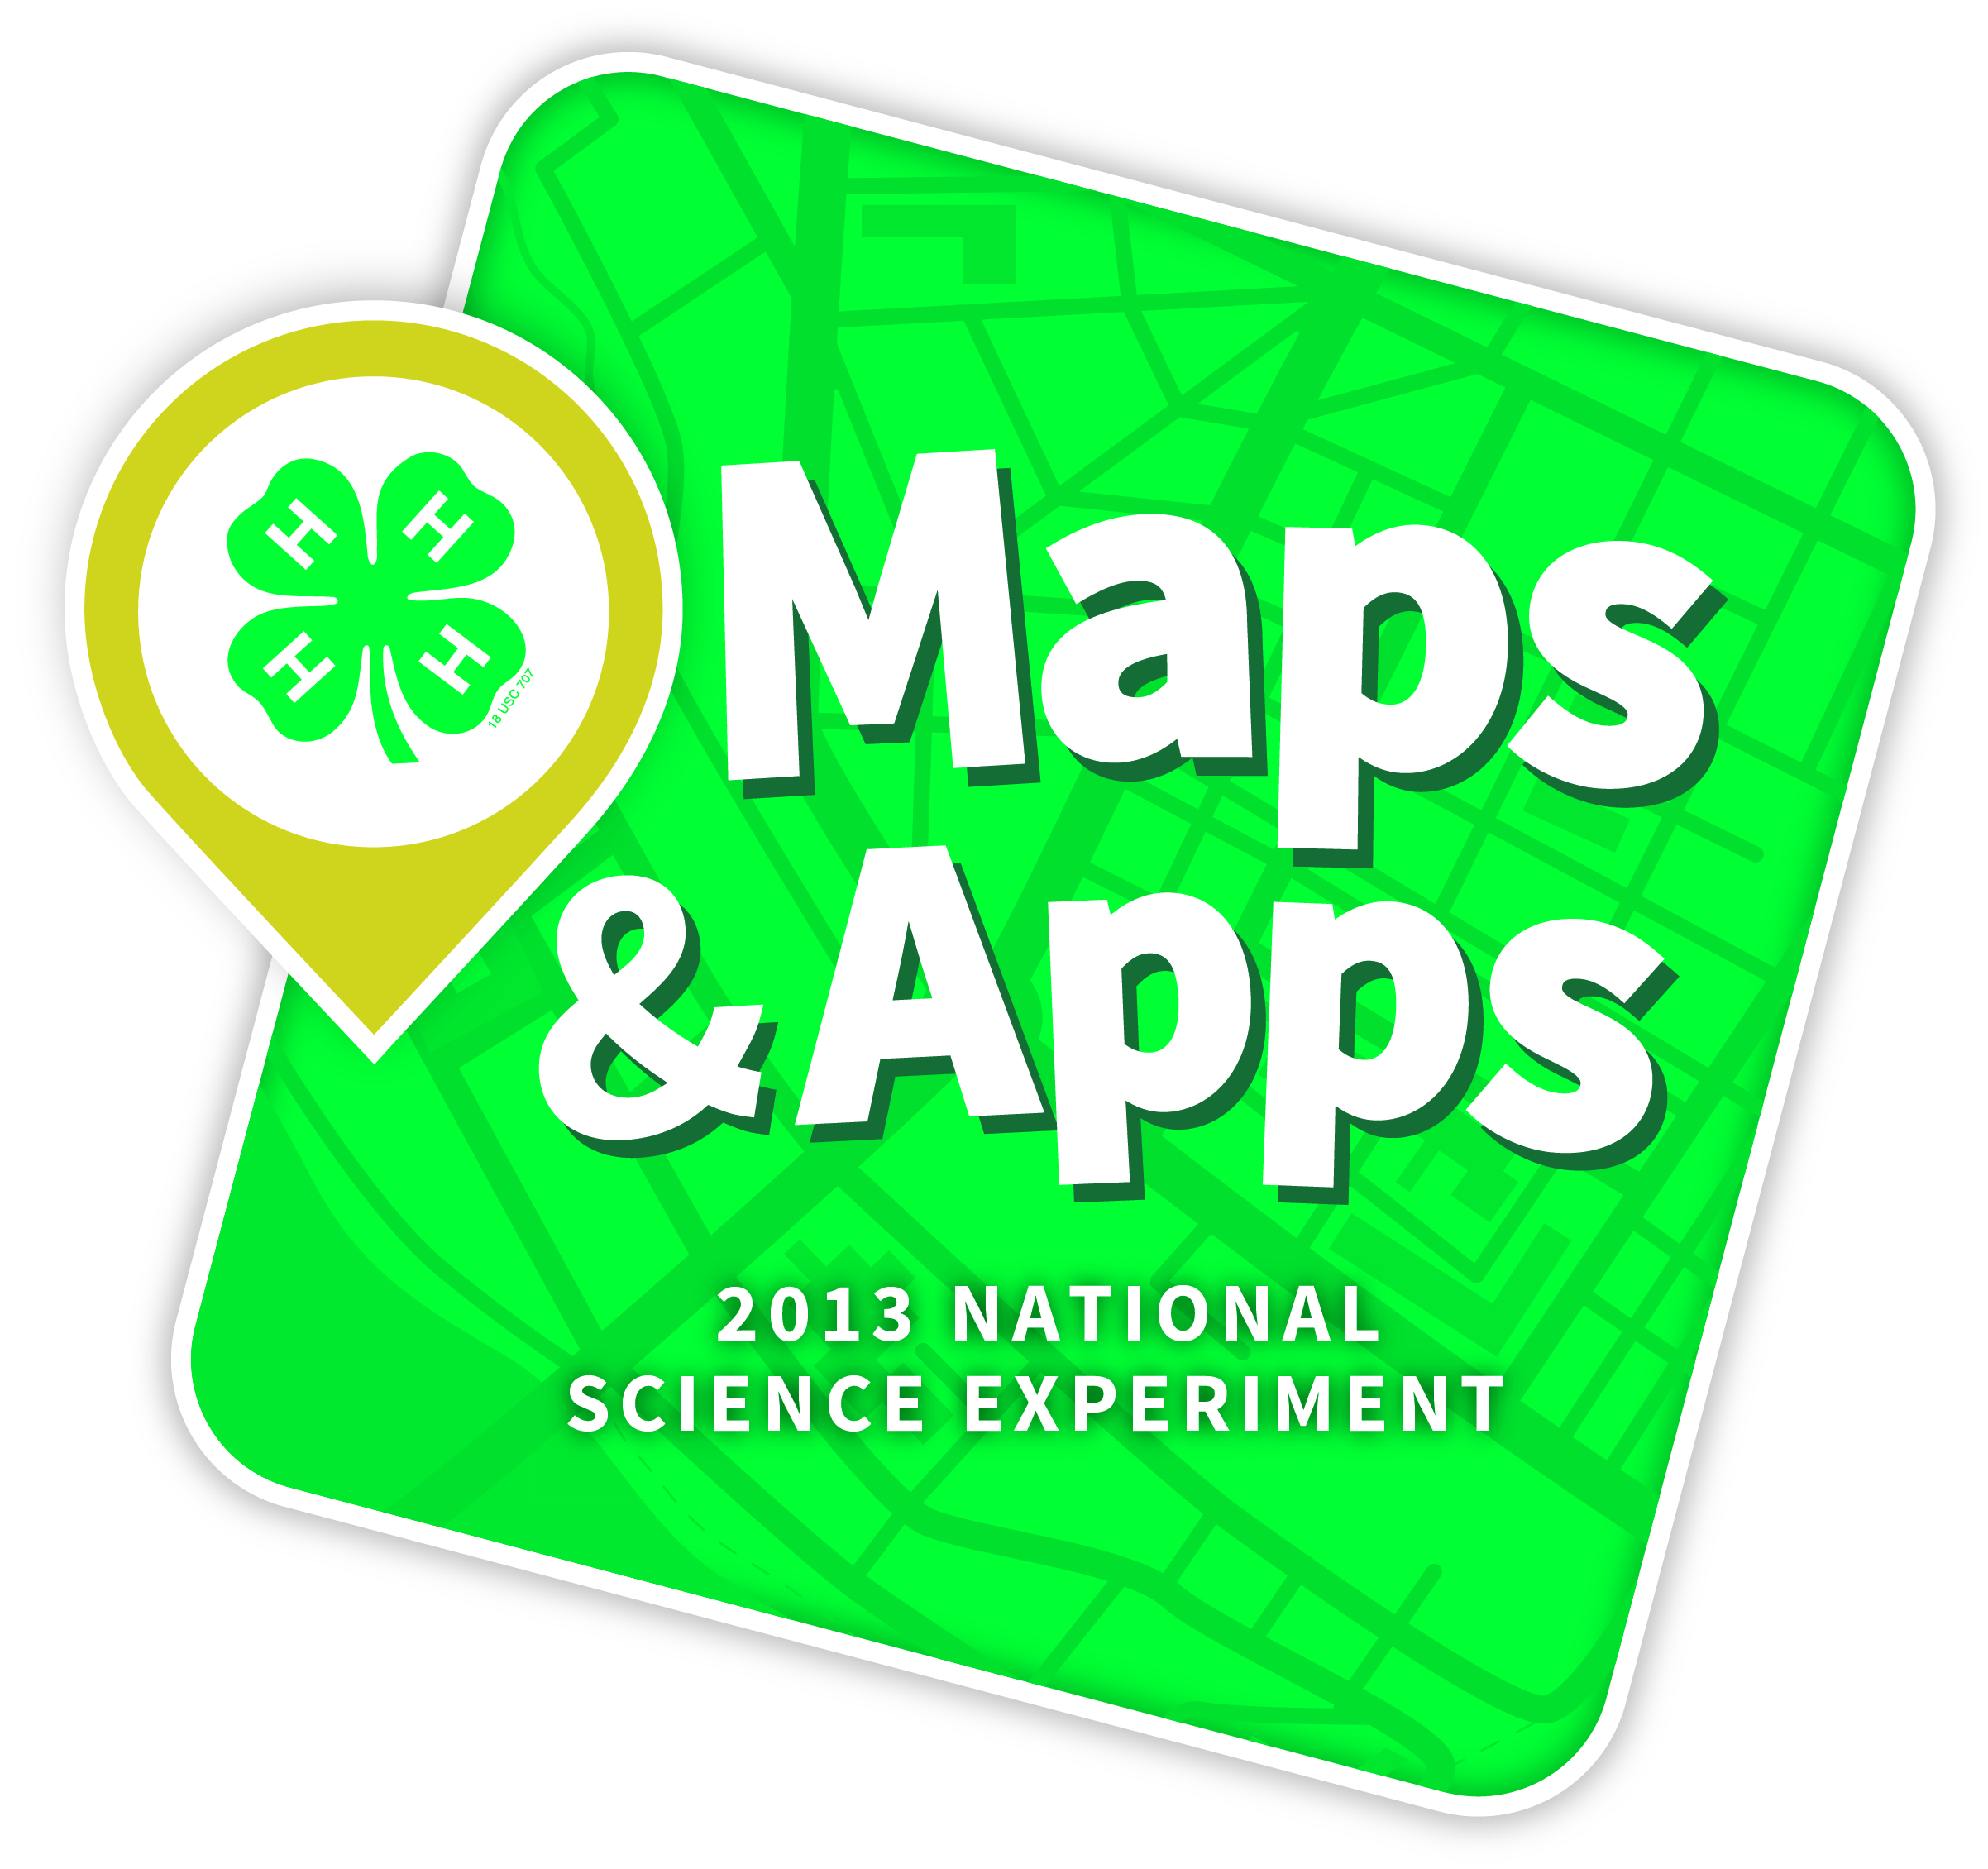 H H
H H
18 USC 707
Maps
& Apps
2013 NATIONAL
SCIENCE EXPERIMENT